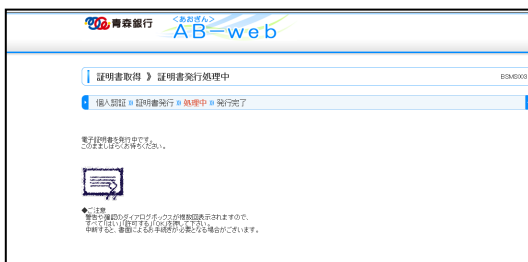 青森銀行
<あおぎん>
AB-web
証明書取得 》 証明書発行処理中
BSMS003
個人認証 » 証明書発行 » 処理中 » 発行完了
電子証明書を発行中です。
このまましばらくお待ちください。
◆ご注意
警告や確認のダイアログボックスが複数回表示されますので、
すべて「はい」「許可する」「OK」を押して下さい。
中断すると、書面によるお手続きが必要となる場合がございます。